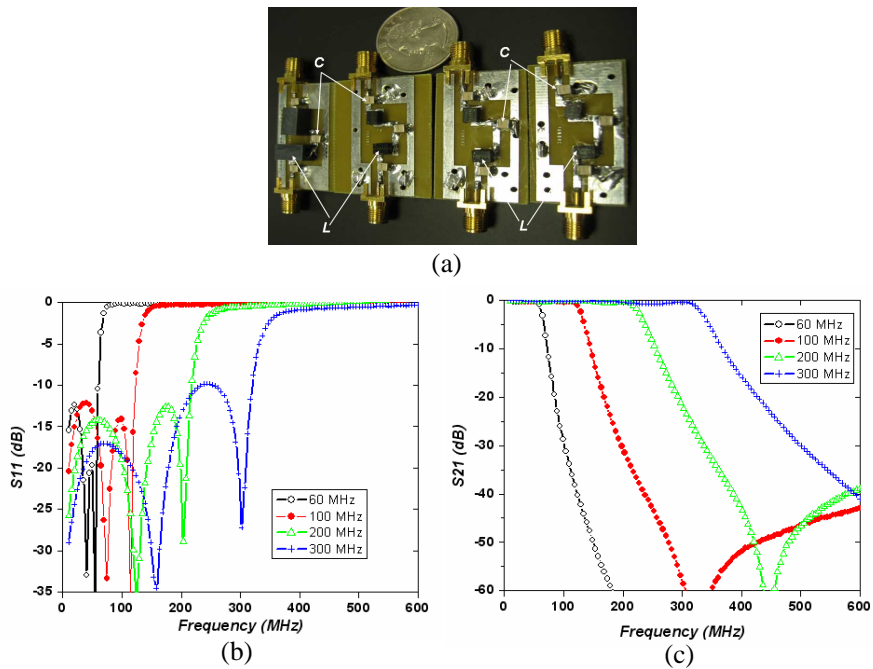 C
C
L
L
(a)
0
-5
-10
-15
-20
-25
-30
-35
S11 (dB)
60 MHz
100 MHz
200 MHz
300 MHz
0 100 200 300 400 500 600
Frequency (MHz)
(b)
0
-10
-20
-30
-40
-50
-60
S21 (dB)
60 MHz
100 MHz
200 MHz
300 MHz
0 100 200 300 400 500 600
Frequency (MHz)
(c)